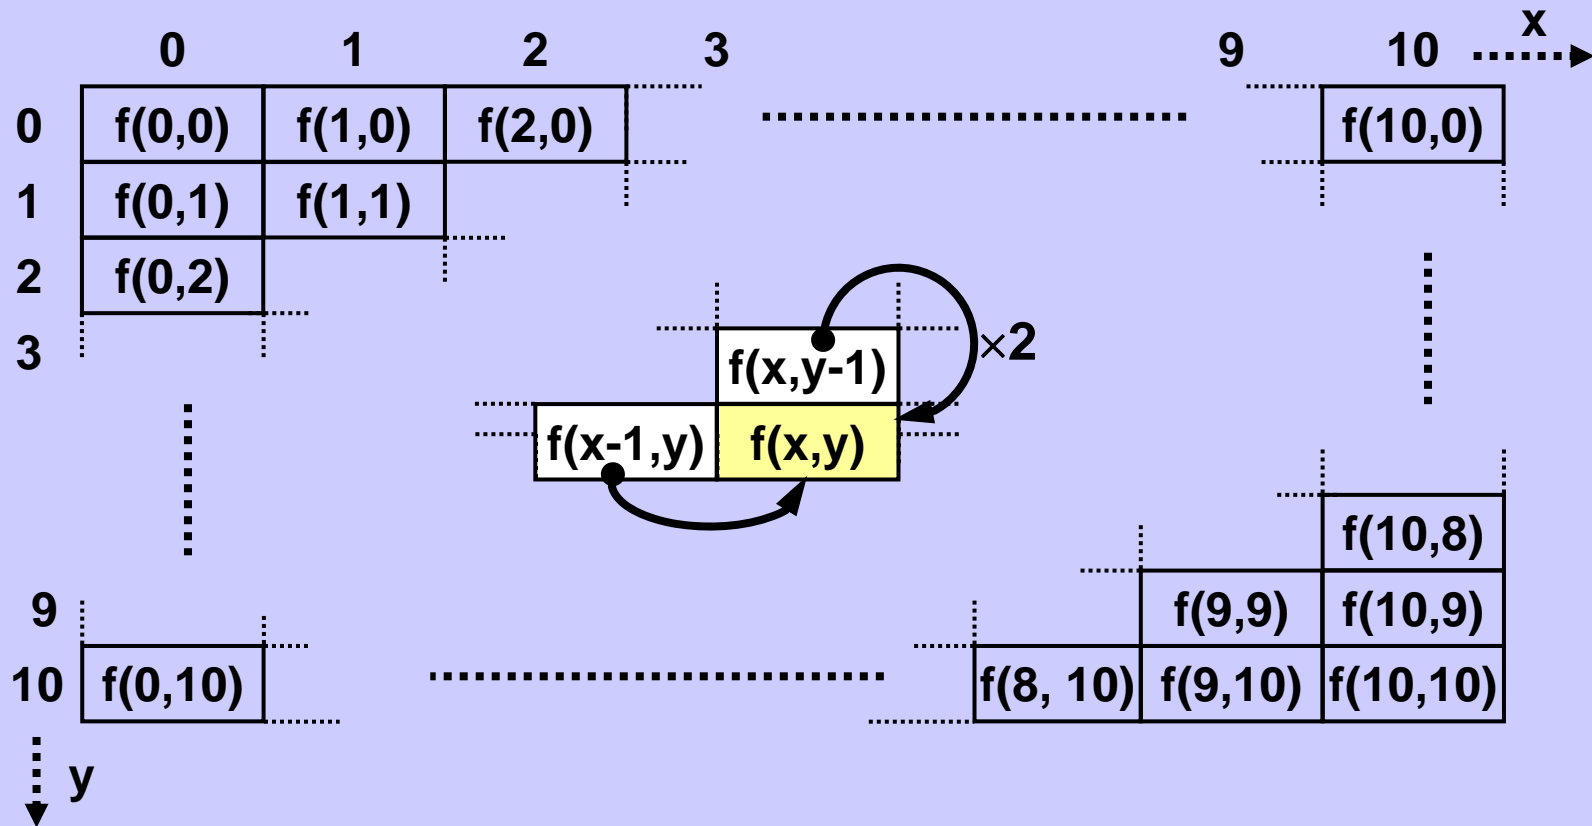 x
0 1 2 3 9 10
0 f(0,0) f(1,0) f(2,0) f(10,0)
1 f(0,1) f(1,1)
2 f(0,2)
3 ×2
f(x,y-1)
f(x-1,y) f(x,y)
f(10,8)
9 f(9,9) f(10,9)
10 f(0,10) f(8, 10) f(9,10) f(10,10)
y